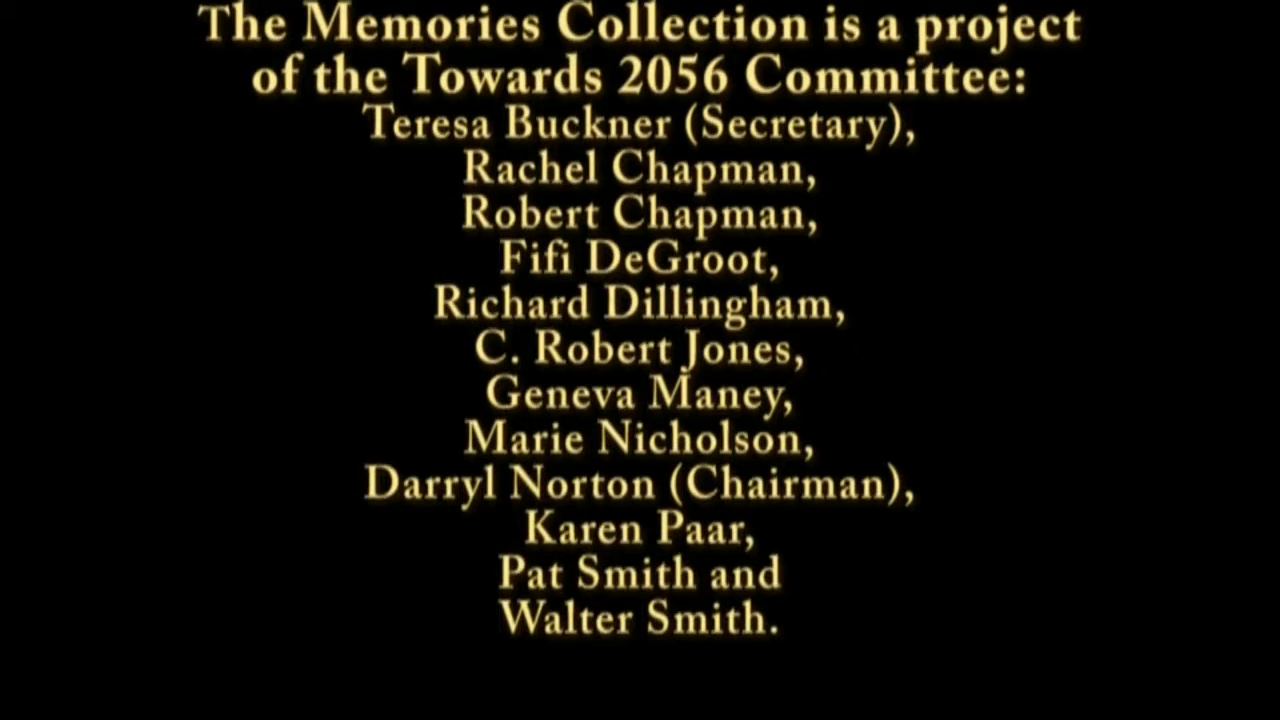 The Memories Collection is a project
of the Towards 2056 Committee:
Teresa Buckner (Secretary),
Rachel Chapman,
Robert Chapman,
Fifi DeGroot,
Richard Dillingham,
C. Robert Jones,
Geneva Maney,
Marie Nicholson,
Darryl Norton (Chairman),
Karen Paar,
Pat Smith and
Walter Smith.